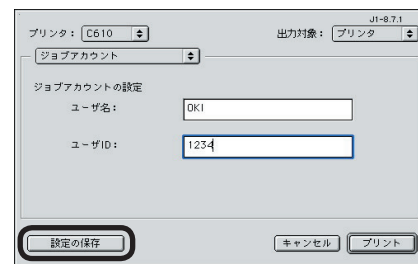 J1-8.7.1
プリンタ： C610 出力対象： プリンタ
ジョブアカウント
ジョブアカウントの設定
ユーザ名： OKI
ユーザID： 1234
設定の保存 キャンセル プリント